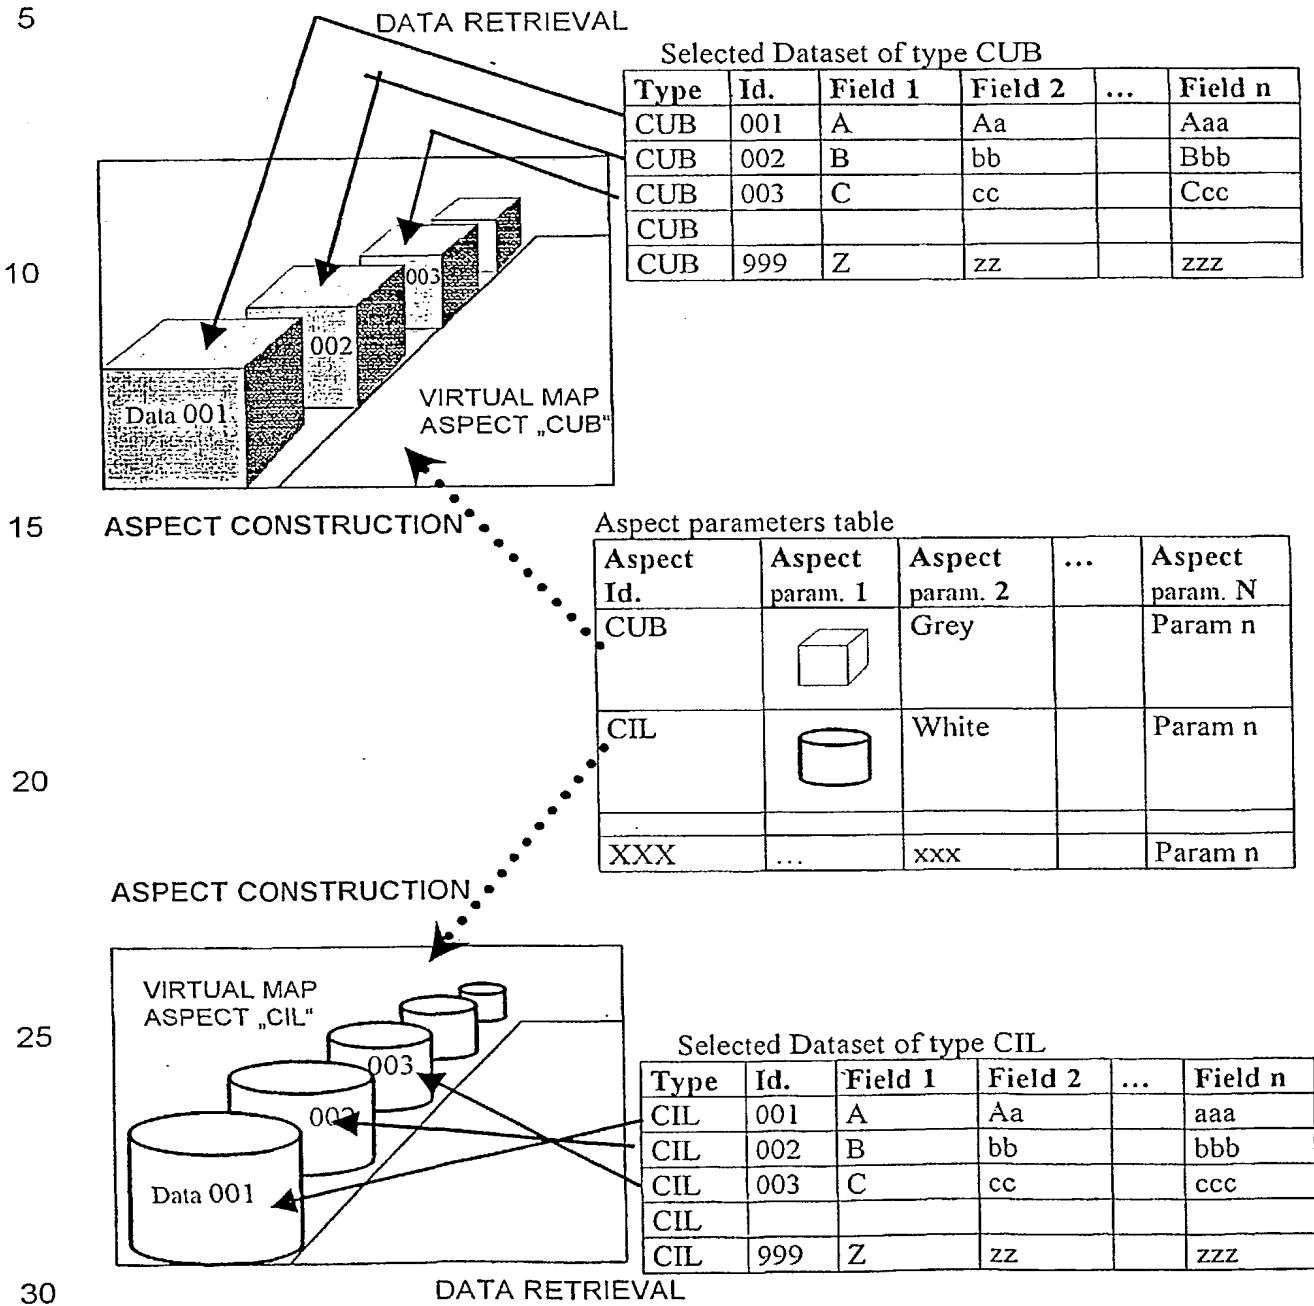 5
DATA RETRIEVAL
Selected Dataset of type CUB
Type Id. Field 1 Field 2 ... Field n
CUB 001 A Aa Aaa
CUB 002 B bb Bbb
CUB 003 C cc Ccc
CUB
CUB 999 Z zz zzz
10
003
002
Data 001
VIRTUAL MAP
ASPECT „CUB“
15
ASPECT CONSTRUCTION
Aspect parameters table
Aspect Id. Aspect param. 1 Aspect param. 2 ... Aspect param. N
CUB Grey Param n
CIL White Param n
20
XXX ... xxx Param n
ASPECT CONSTRUCTION
VIRTUAL MAP
ASPECT „CIL“
25
003
002
Data 001
Selected Dataset of type CIL
Type Id. Field 1 Field 2 ... Field n
CIL 001 A Aa aaa
CIL 002 B bb bbb
CIL 003 C cc ccc
CIL
CIL 999 Z zz zzz
DATA RETRIEVAL
30